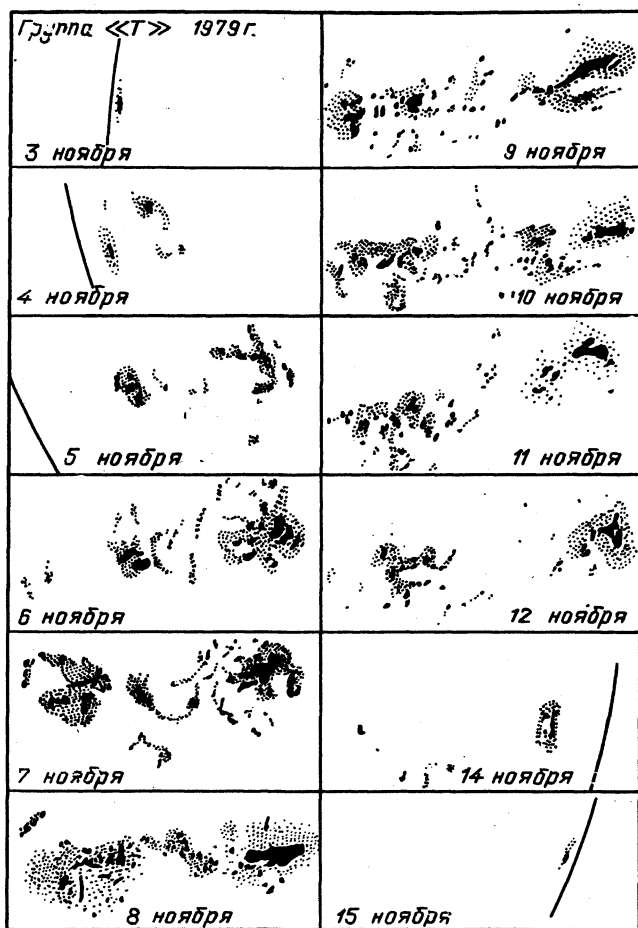 Группа «T» 1979 г.
3 ноября
4 ноября
5 ноября
6 ноября
7 ноября
8 ноября
9 ноября
10 ноября
11 ноября
12 ноября
14 ноября
15 ноября